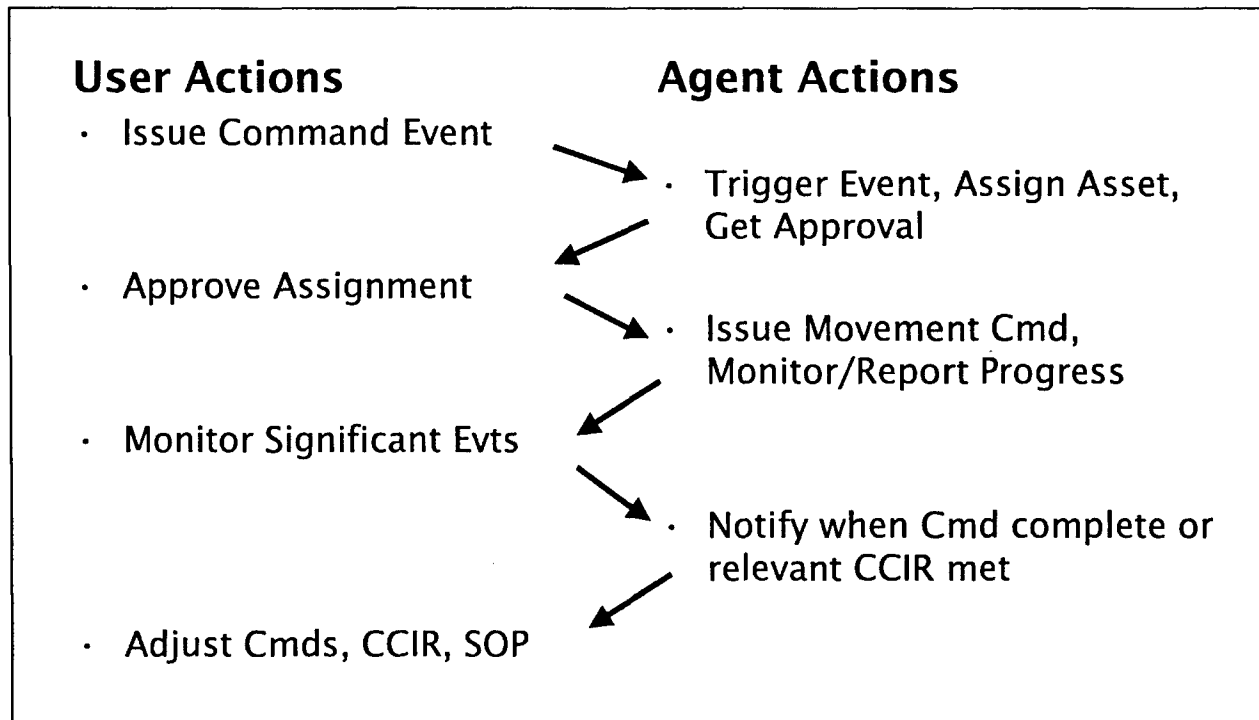 User Actions
Agent Actions
· Issue Command Event
· Trigger Event, Assign Asset,
Get Approval
· Approve Assignment
· Issue Movement Cmd,
Monitor/Report Progress
· Monitor Significant Evts
· Notify when Cmd complete or
relevant CCIR met
· Adjust Cmds, CCIR, SOP